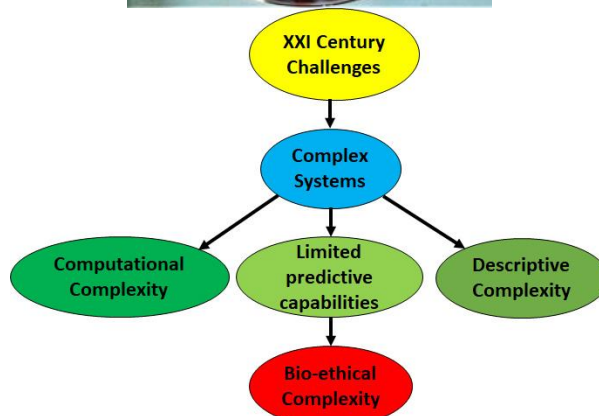 XXI Century
Challenges
Complex
Systems
Computational
Complexity
Limited
predictive
capabilities
Descriptive
Complexity
Bio-ethical
Complexity